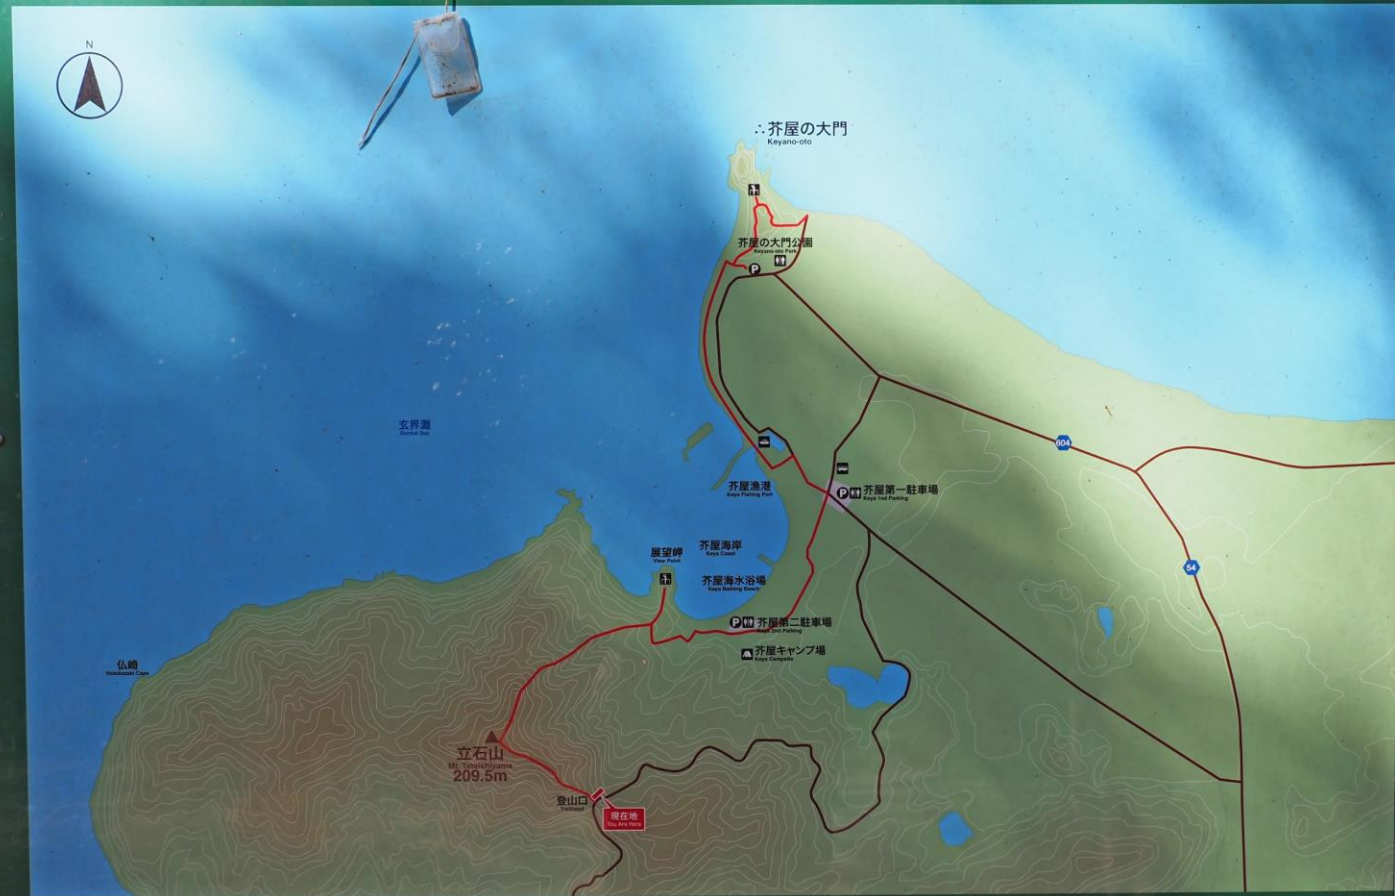 N
∴芥屋の大門
Keyano-oto
芥屋の大門公園
Keyano-oto Park
P
玄界灘
Genkai Sea
604
芥屋漁港
Keya Fishing Port
P
芥屋第一駐車場
Keya 1nd Parking
展望岬
View Point
芥屋海岸
Keya Coast
54
芥屋海水浴場
Keya Bathing Beach
P
芥屋第二駐車場
Keya 2nd Parking
芥屋キャンプ場
Keya Campsite
仏崎
立石山
Mt. Tateishiyama
209.5m
登山口
Trailhead
現在地
You Are Here